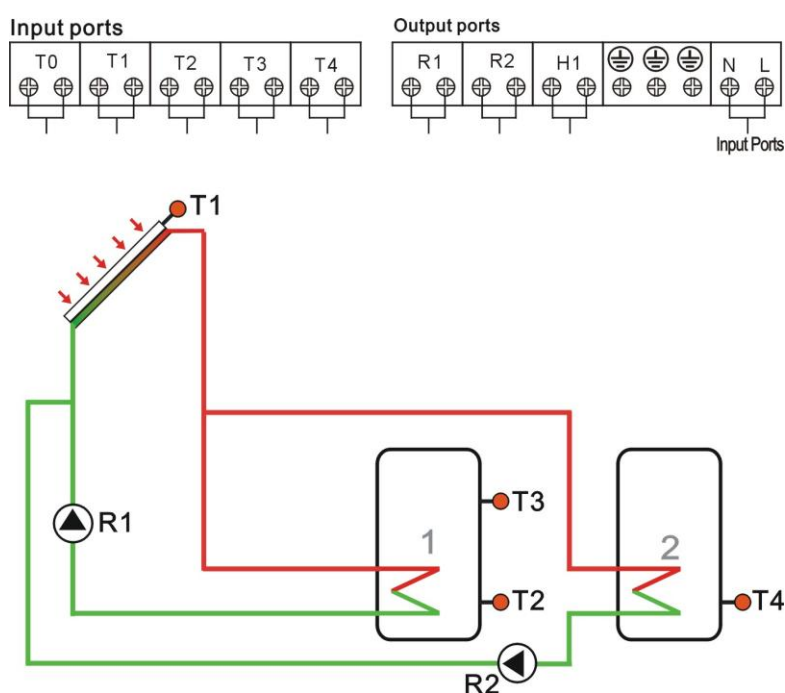 Input ports
Output ports
T0 T1 T2 T3 T4
R1 R2 H1 N L
Input Ports
T1
T3
R1
1
2
T2
T4
R2